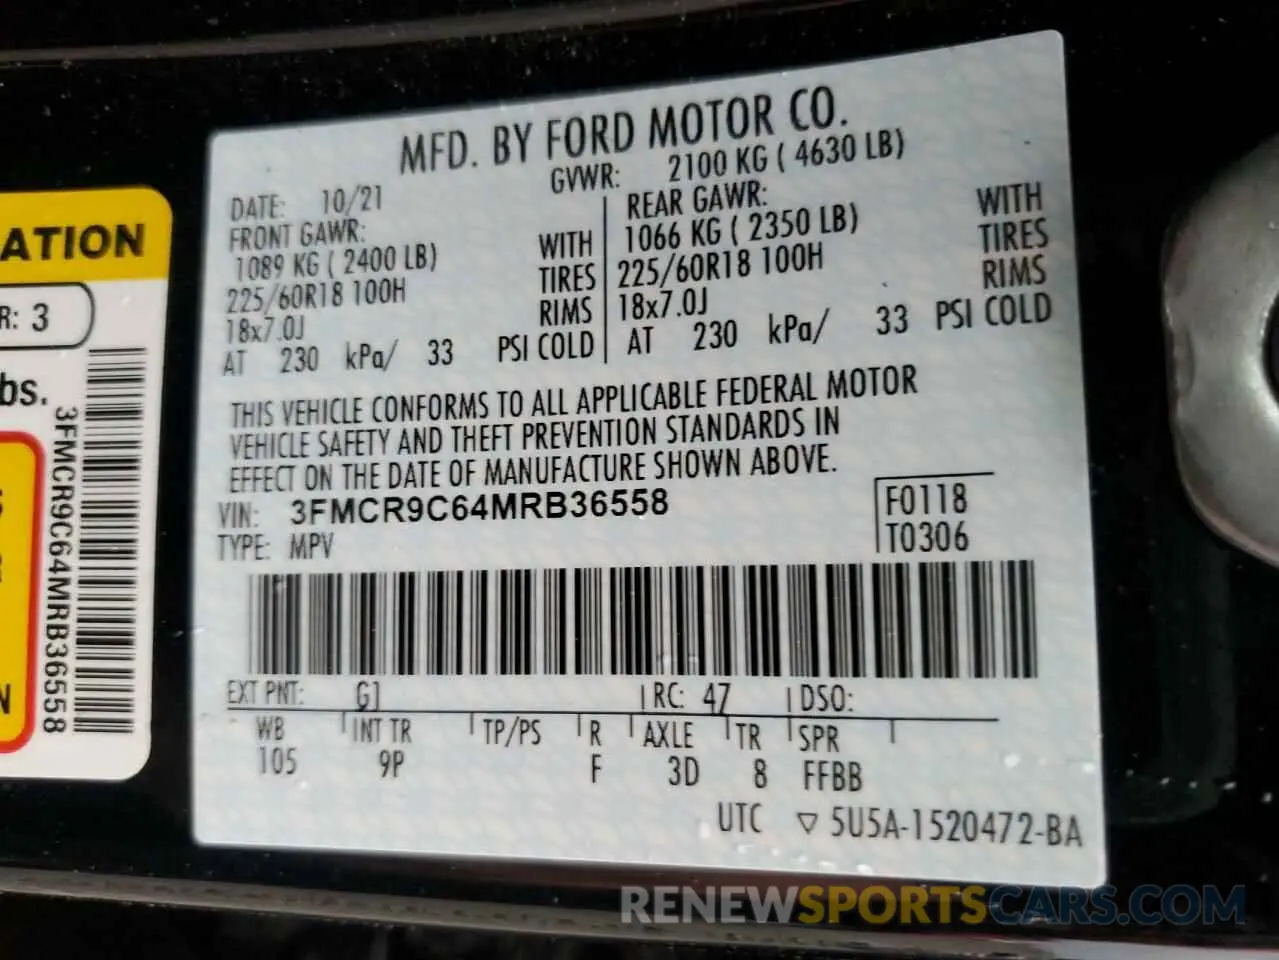 MFD. BY FORD MOTOR CO.
DATE: 10/21
GVWR: 2100 KG ( 4630 LB)
FRONT GAWR:
1089 KG ( 2400 LB) WITH
225/60R18 100H TIRES
18x7.0J RIMS
AT 230 kPa/ 33 PSI COLD
REAR GAWR:
1066 KG ( 2350 LB) WITH
225/60R18 100H TIRES
18x7.0J RIMS
AT 230 kPa/ 33 PSI COLD
THIS VEHICLE CONFORMS TO ALL APPLICABLE FEDERAL MOTOR
VEHICLE SAFETY AND THEFT PREVENTION STANDARDS IN
EFFECT ON THE DATE OF MANUFACTURE SHOWN ABOVE.
VIN: 3FMCR9C64MRB36558
TYPE: MPV
F0118
T0306
EXT PNT: G1 RC: 47 DSO:
WB INT TR TP/PS R AXLE TR SPR
105 9P F 3D 8 FFBB
UTC ▽ 5U5A-1520472-BA
ATION
R: 3
bs.
3FMCR9C64MRB36558
N
RENEWSPORTSCARS.COM